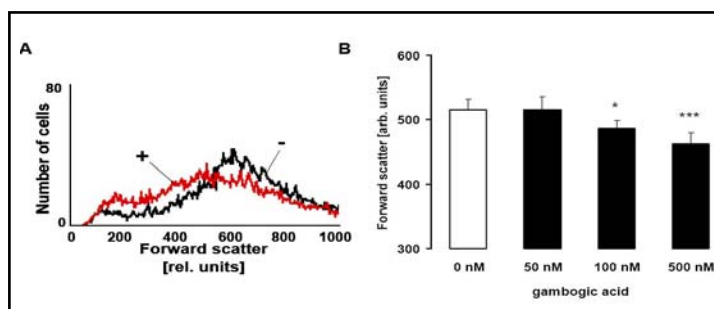 A
80
Number of cells
+
-
0
0 200 400 600 800 1000
Forward scatter
[rel. units]
B
600
500
400
300
Forward scatter [arb. units]
*
***
0 nM 50 nM 100 nM 500 nM
gambogic acid